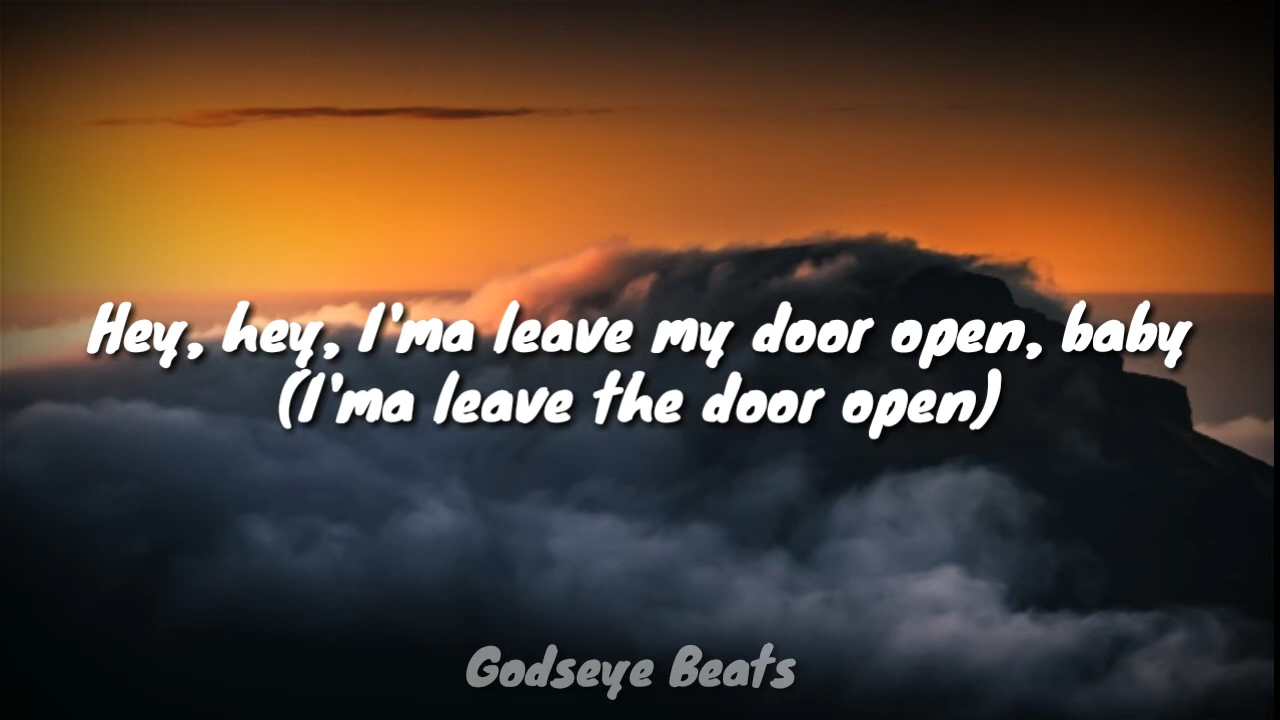 Hey, hey, I'ma leave my door open, baby
(I'ma leave the door open)
Godseye Beats